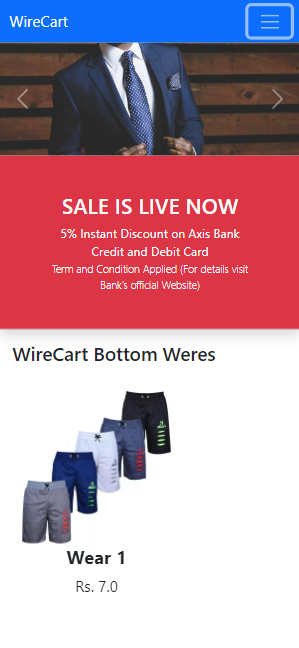 WireCart
SALE IS LIVE NOW
5% Instant Discount on Axis Bank
Credit and Debit Card
Term and Condition Applied (For details visit
Bank's official Website)
WireCart Bottom Weres
Wear 1
Rs. 7.0